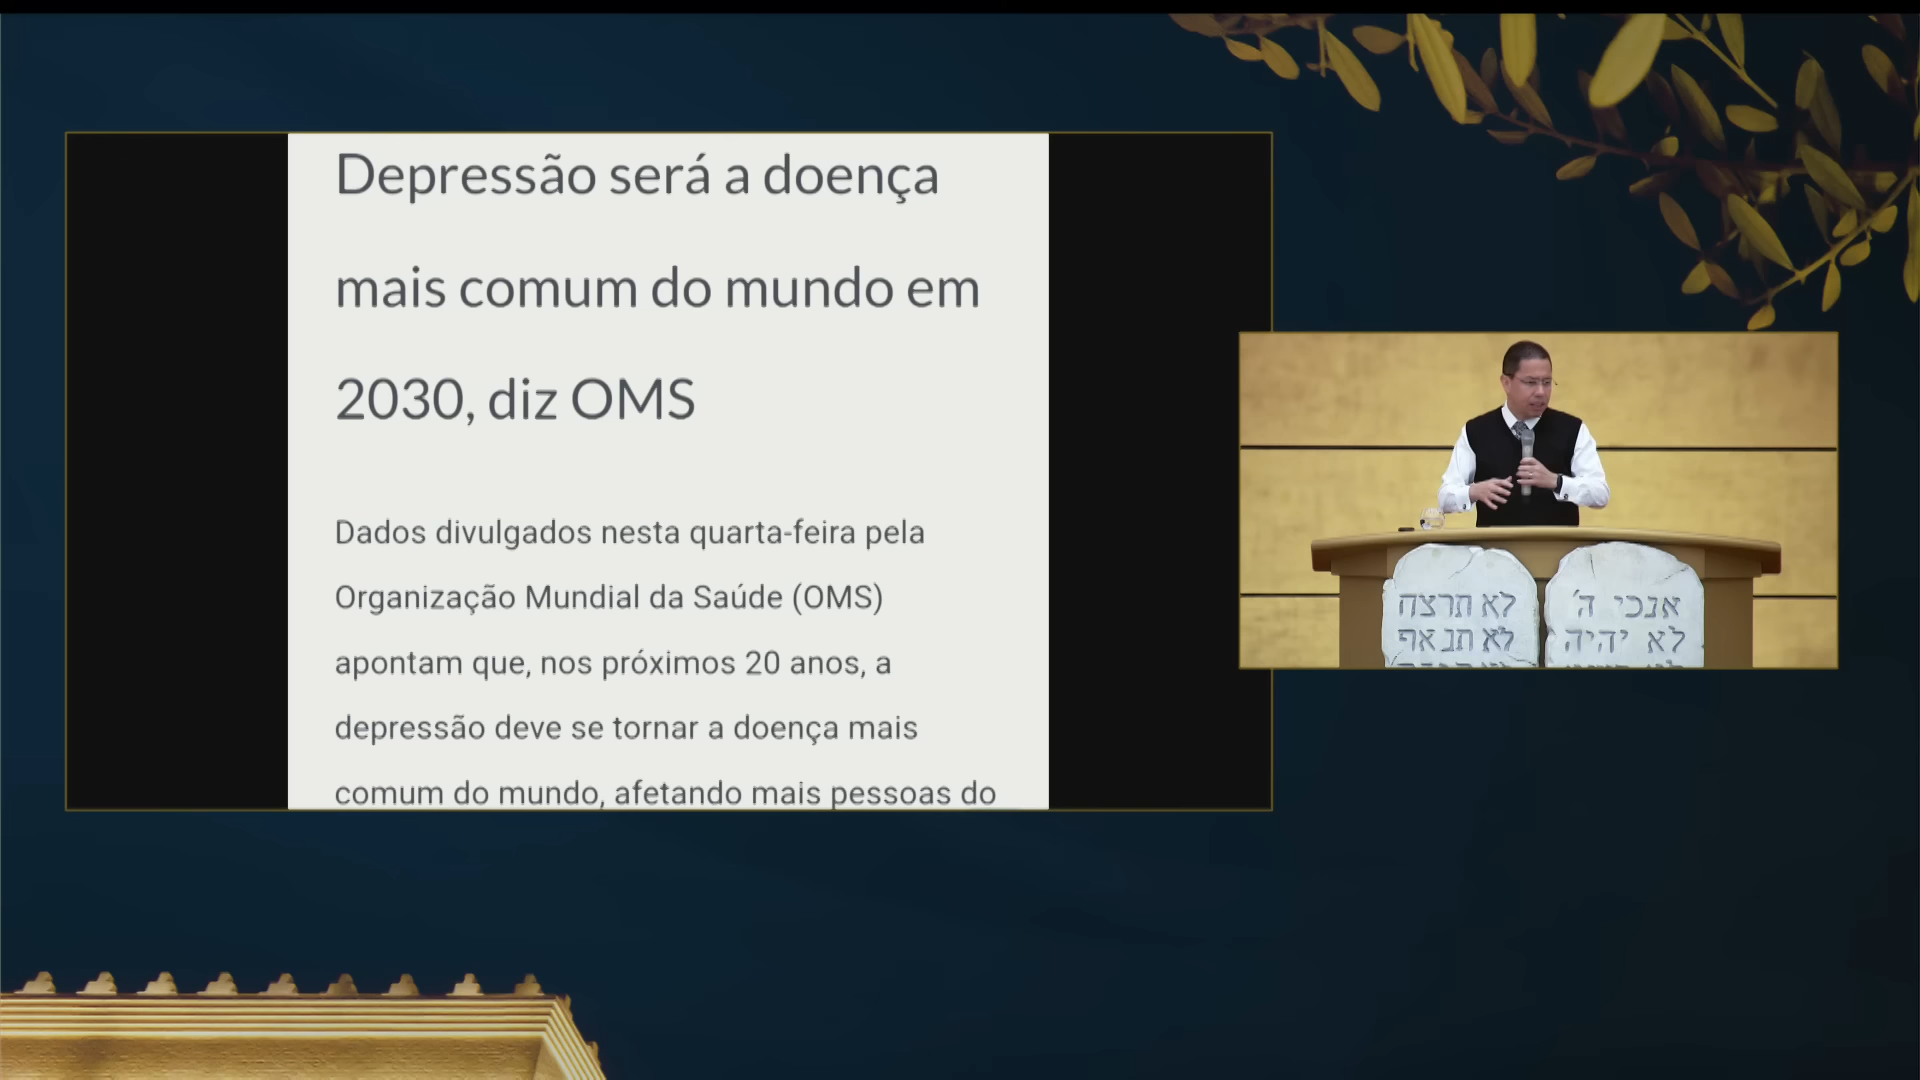 Depressão será a doença
mais comum do mundo em
2030, diz OMS
Dados divulgados nesta quarta-feira pela
Organização Mundial da Saúde (OMS)
apontam que, nos próximos 20 anos, a
depressão deve se tornar a doença mais
comum do mundo, afetando mais pessoas do
אנכי ה'
לא יהיה
לא תרצח
לא תנאף